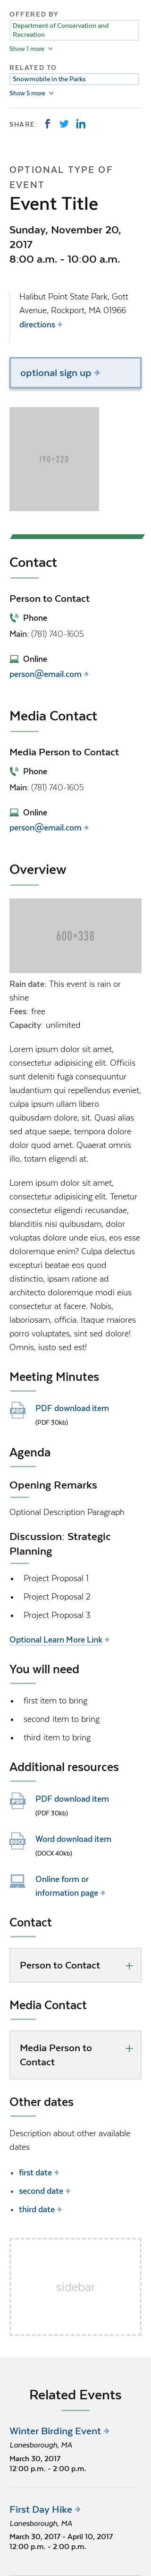 OFFERED BY
Department of Conservation and
Recreation
Show 1 more
RELATED TO
Snowmobile in the Parks
Show 5 more
SHARE:
OPTIONAL TYPE OF
EVENT
Event Title
Sunday, November 20,
2017
8:00 a.m. - 10:00 a.m.
Halibut Point State Park, Gott
Avenue, Rockport, MA 01966
directions
optional sign up
190×220
Contact
Person to Contact
Phone
Main: (781) 740-1605
Online
person@email.com
Media Contact
Media Person to Contact
Phone
Main: (781) 740-1605
Online
person@email.com
Overview
600×338
Rain date: This event is rain or
shine
Fees: free
Capacity: unlimited
Lorem ipsum dolor sit amet,
consectetur adipisicing elit. Officiis
sunt deleniti fuga consequuntur
laudantium qui repellendus eveniet,
culpa ipsum ullam libero
quibusdam dolore, sit. Quasi alias
sed atque saepe, tempora dolore
dolor quod amet. Quaerat omnis
illo, totam eligendi at.
Lorem ipsum dolor sit amet,
consectetur adipisicing elit. Tenetur
consectetur eligendi recusandae,
blanditiis nisi quibusdam, dolor
voluptas dolore unde eius, eos esse
doloremque enim? Culpa delectus
excepturi beatae eos quod
distinctio, ipsam ratione ad
architecto doloremque modi eius
consectetur at facere. Nobis,
laboriosam, officia. Itaque maiores
porro voluptates, sint sed dolore!
Omnis, iusto sed est!
Meeting Minutes
PDF
PDF download item
(PDF 30kb)
Agenda
Opening Remarks
Optional Description Paragraph
Discussion: Strategic
Planning
• Project Proposal 1
• Project Proposal 2
• Project Proposal 3
Optional Learn More Link
You will need
• first item to bring
• second item to bring
• third item to bring
Additional resources
PDF
PDF download item
(PDF 30kb)
DOCX
Word download item
(DOCX 40kb)
Online form or
information page
Contact
Person to Contact
Media Contact
Media Person to
Contact
Other dates
Description about other available
dates
• first date
• second date
• third date
sidebar
Related Events
Winter Birding Event
Lanesborough, MA
March 30, 2017
12:00 p.m. - 2:00 p.m.
First Day Hike
Lanesborough, MA
March 30, 2017 - April 10, 2017
12:00 p.m. - 2:00 p.m.